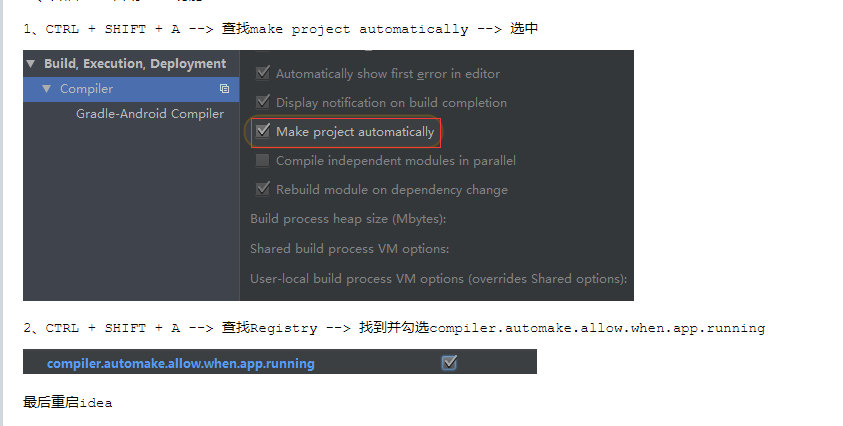 1、CTRL + SHIFT + A --> 查找make project automatically --> 选中
Build, Execution, Deployment
Compiler
Gradle-Android Compiler
Automatically show first error in editor
Display notification on build completion
Make project automatically
Compile independent modules in parallel
Rebuild module on dependency change
Build process heap size (Mbytes):
Shared build process VM options:
User-local build process VM options (overrides Shared options):
2、CTRL + SHIFT + A --> 查找Registry --> 找到并勾选compiler.automake.allow.when.app.running
compiler.automake.allow.when.app.running
最后重启idea